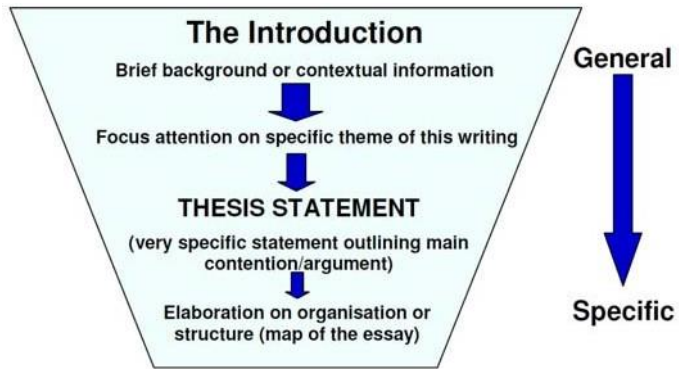 The Introduction
Brief background or contextual information
Focus attention on specific theme of this writing
THESIS STATEMENT
(very specific statement outlining main
contention/argument)
Elaboration on organisation or
structure (map of the essay)
General
Specific